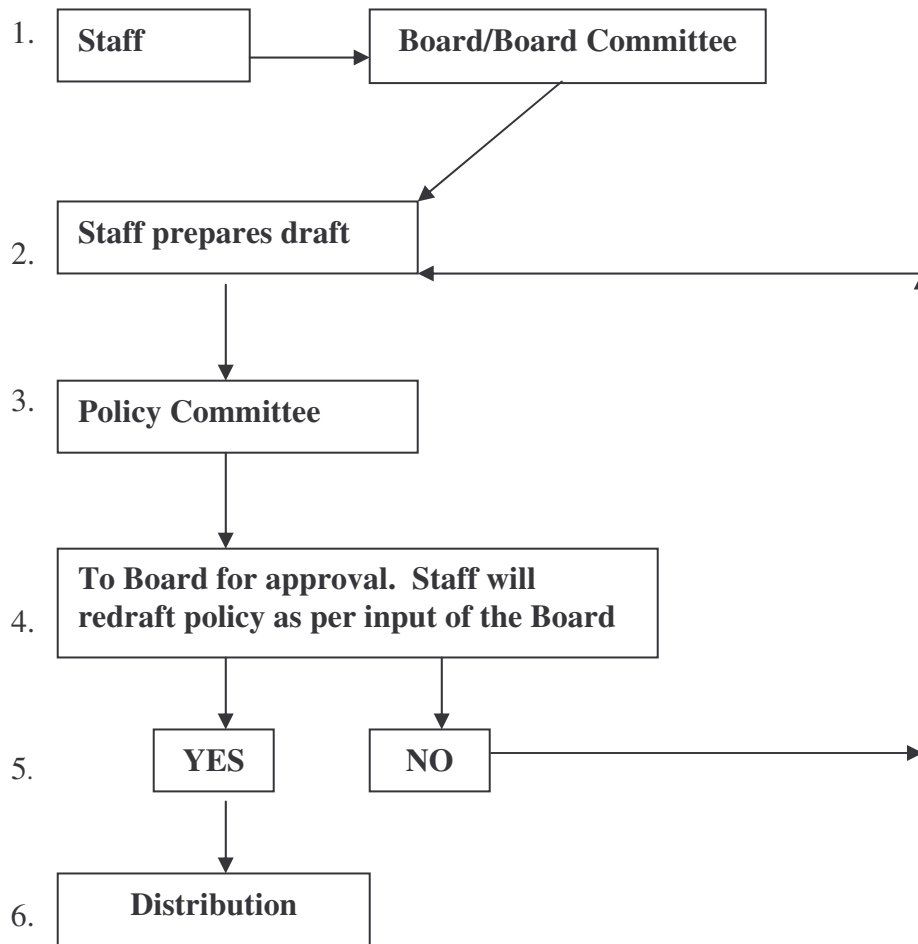 1. Staff Board/Board Committee
2. Staff prepares draft
3. Policy Committee
To Board for approval. Staff will
4. redraft policy as per input of the Board
5. YES NO
6. Distribution